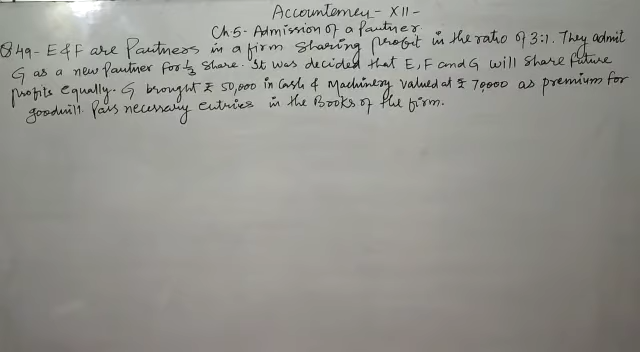 Accountancy - XII -
Ch 5 - Admission of a Partner
Q 49 - E & F are Partners in a firm sharing profit in the ratio of 3:1. They admit
G as a new Partner for 1/3 share. It was decided that E, F and G will share future
profits equally. G brought ₹ 50,000 in Cash & Machinery valued at ₹ 70,000 as premium for
goodwill. Pass necessary entries in the Books of the firm.